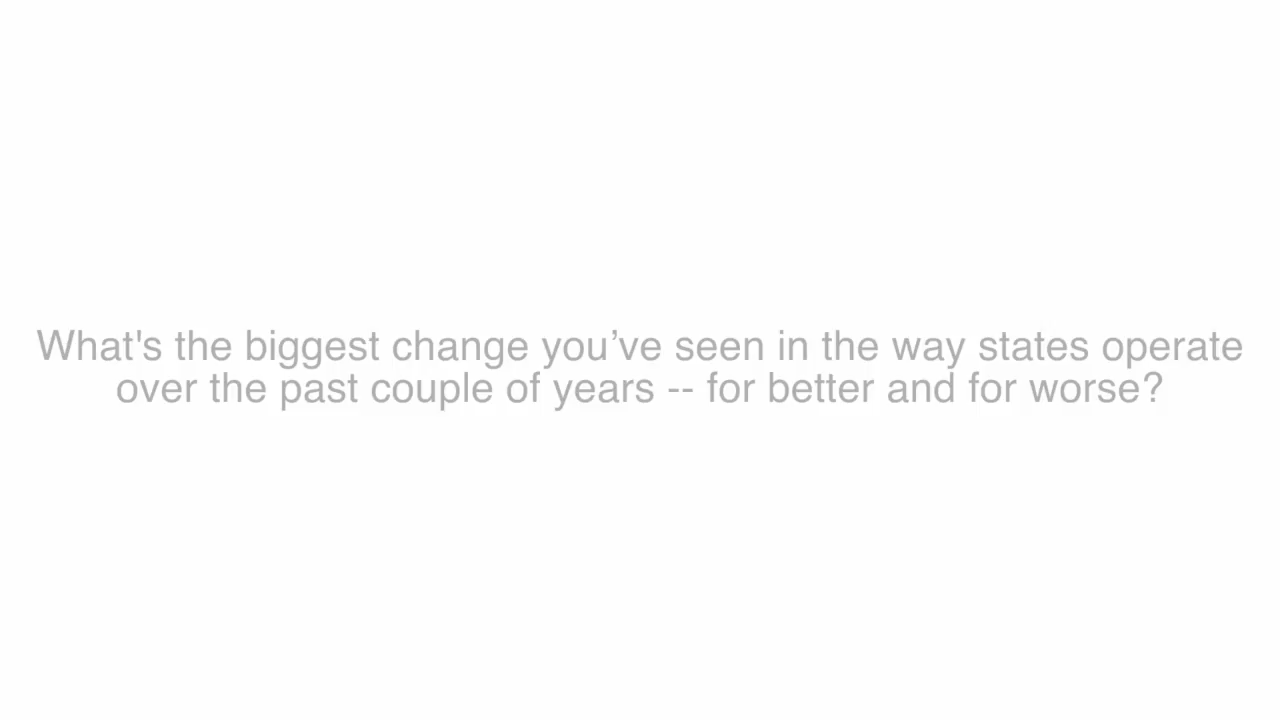 What's the biggest change you’ve seen in the way states operate
over the past couple of years -- for better and for worse?